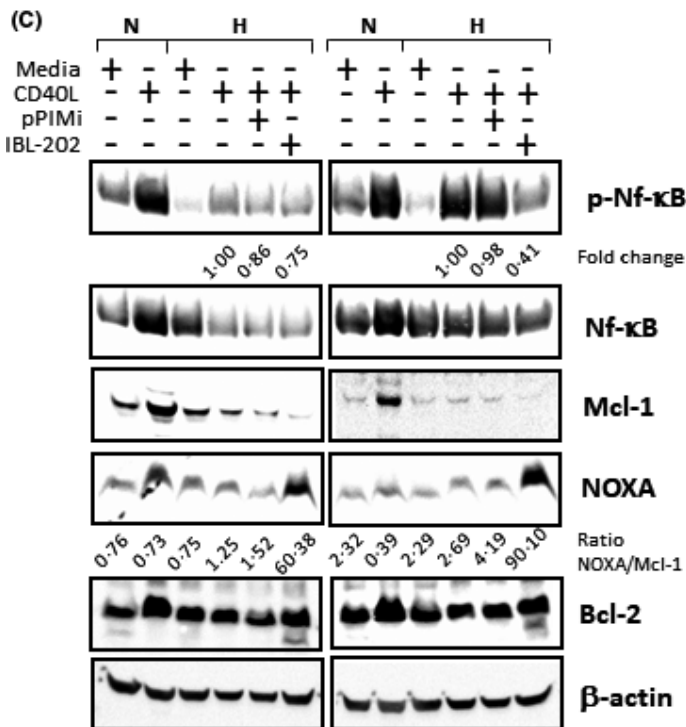 (C)
N H N H
Media + - + - - - + - + - - -
CD40L - + - + + + - + - + + +
pPIMi - - - - + - - - - - + -
IBL-202 - - - - - + - - - - - +
p-Nf-κB
1·00 0·86 0·75 1·00 0·98 0·41 Fold change
Nf-κB
Mcl-1
NOXA
0·76 0·73 0·75 1·25 1·52 60·38 2·32 0·39 2·29 2·69 4·19 90·10 Ratio
NOXA/Mcl-1
Bcl-2
β-actin